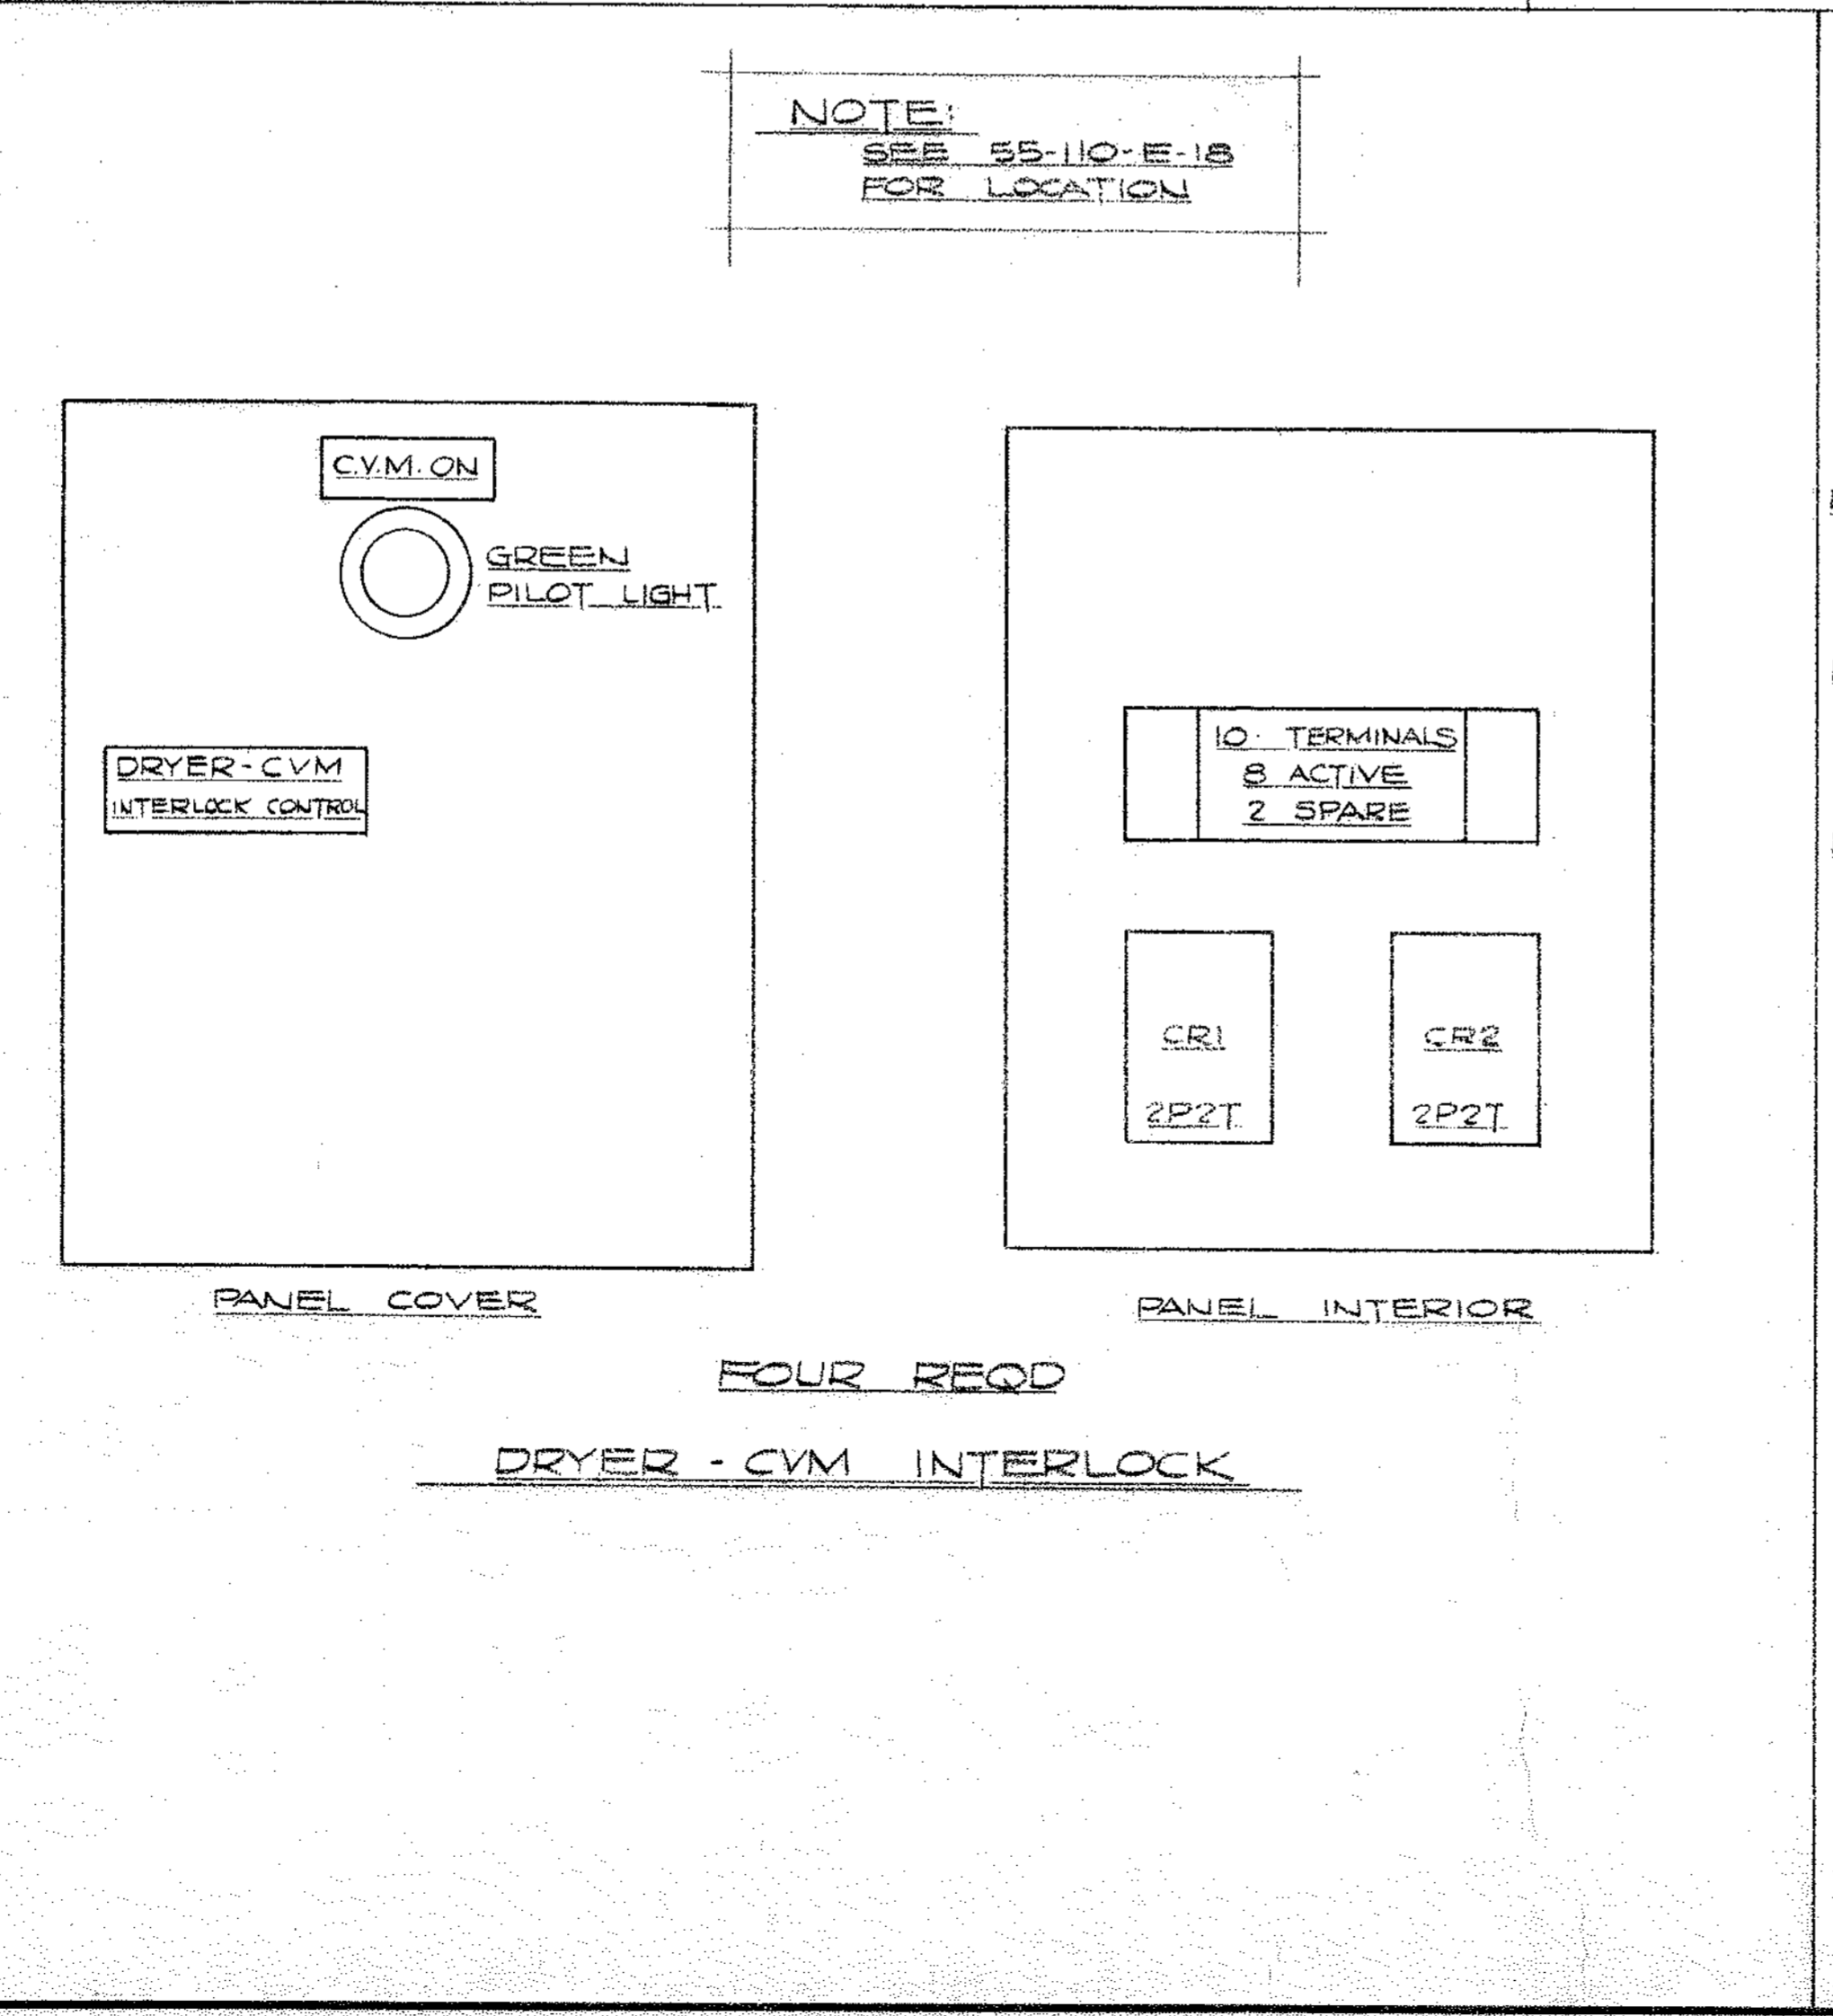 NOTE:
SEE 55-110-E-18
FOR LOCATION
C.V.M. ON
GREEN
PILOT LIGHT
DRYER-CVM
INTERLOCK CONTROL
PANEL COVER
10 TERMINALS
8 ACTIVE
2 SPARE
CR1
2P2T
CR2
2P2T
PANEL INTERIOR
FOUR REQD
DRYER - CVM INTERLOCK